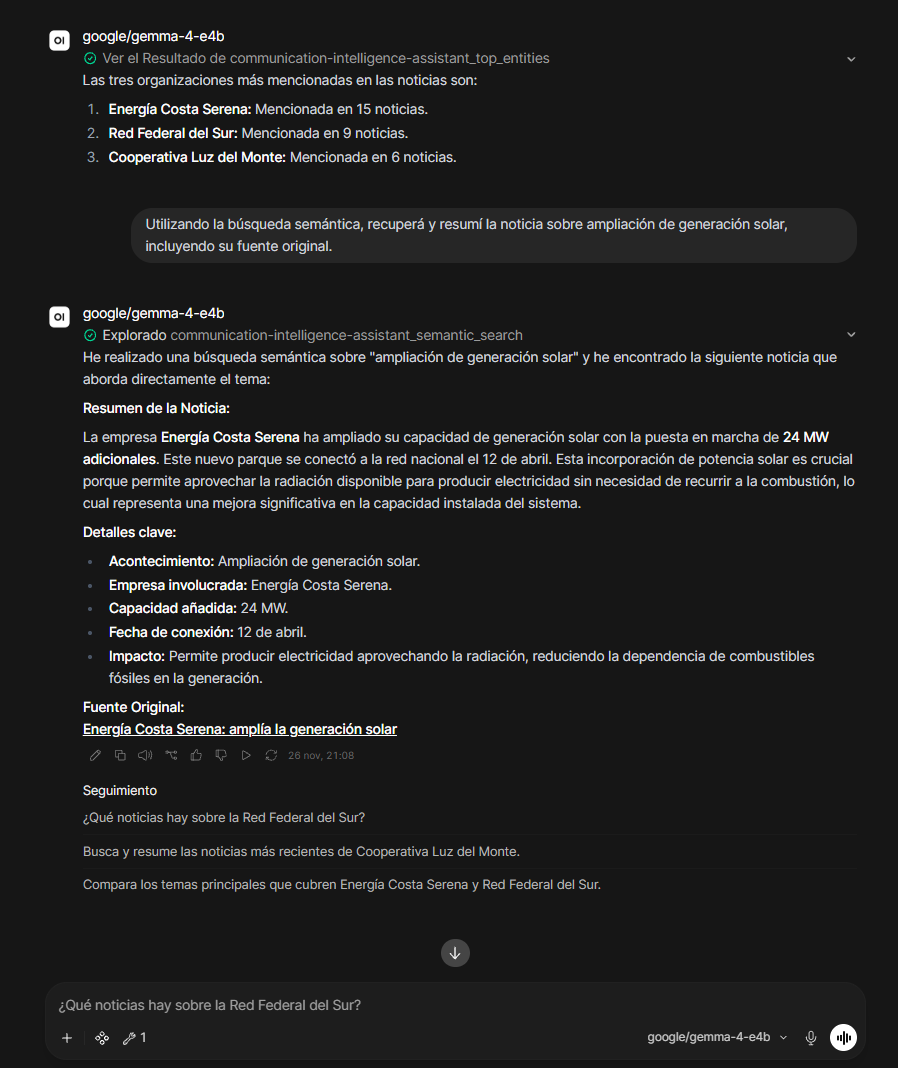 OI google/gemma-4-e4b
Ver el Resultado de communication-intelligence-assistant_top_entities
Las tres organizaciones más mencionadas en las noticias son:
1. Energía Costa Serena: Mencionada en 15 noticias.
2. Red Federal del Sur: Mencionada en 9 noticias.
3. Cooperativa Luz del Monte: Mencionada en 6 noticias.
Utilizando la búsqueda semántica, recuperá y resumí la noticia sobre ampliación de generación solar,
incluyendo su fuente original.
OI google/gemma-4-e4b
Explorado communication-intelligence-assistant_semantic_search
He realizado una búsqueda semántica sobre "ampliación de generación solar" y he encontrado la siguiente noticia que
aborda directamente el tema:
Resumen de la Noticia:
La empresa Energía Costa Serena ha ampliado su capacidad de generación solar con la puesta en marcha de 24 MW
adicionales. Este nuevo parque se conectó a la red nacional el 12 de abril. Esta incorporación de potencia solar es crucial
porque permite aprovechar la radiación disponible para producir electricidad sin necesidad de recurrir a la combustión, lo
cual representa una mejora significativa en la capacidad instalada del sistema.
Detalles clave:
• Acontecimiento: Ampliación de generación solar.
• Empresa involucrada: Energía Costa Serena.
• Capacidad añadida: 24 MW.
• Fecha de conexión: 12 de abril.
• Impacto: Permite producir electricidad aprovechando la radiación, reduciendo la dependencia de combustibles
fósiles en la generación.
Fuente Original:
Energía Costa Serena: amplía la generación solar
26 nov, 21:08
Seguimiento
¿Qué noticias hay sobre la Red Federal del Sur?
Busca y resume las noticias más recientes de Cooperativa Luz del Monte.
Compara los temas principales que cubren Energía Costa Serena y Red Federal del Sur.
¿Qué noticias hay sobre la Red Federal del Sur?
1 google/gemma-4-e4b